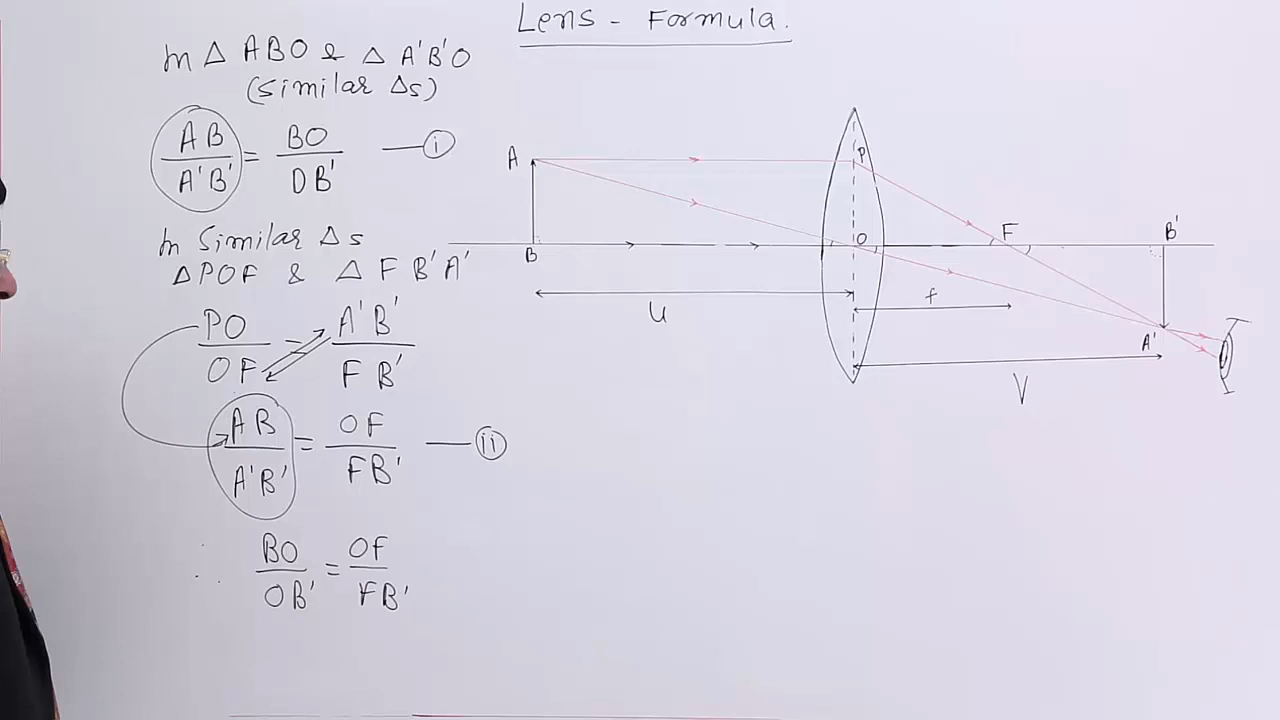 Lens - Formula.
In △ ABO & △ A'B'O
(Similar △s)
AB/A'B' = BO/OB' — (i)
In Similar △s
△POF & △ FB'A'
PO/OF = A'B'/FB'
AB/A'B' = OF/FB' — (ii)
∴ BO/OB' = OF/FB'
A
P
B
O
F
B'
u
f
A'
V